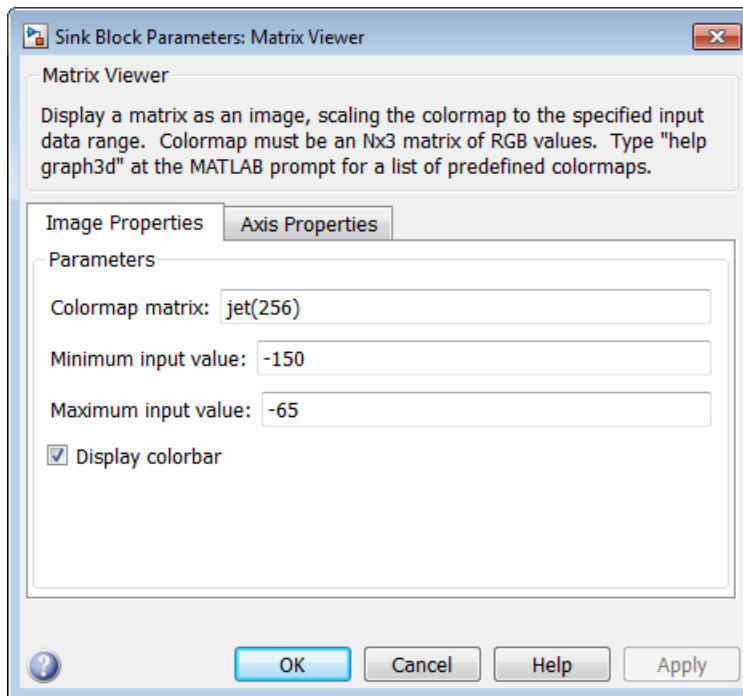 Sink Block Parameters: Matrix Viewer
Matrix Viewer
Display a matrix as an image, scaling the colormap to the specified input
data range.  Colormap must be an Nx3 matrix of RGB values.  Type "help
graph3d" at the MATLAB prompt for a list of predefined colormaps.
Image Properties Axis Properties
Parameters
Colormap matrix: jet(256)
Minimum input value: -150
Maximum input value: -65
Display colorbar
? OK Cancel Help Apply